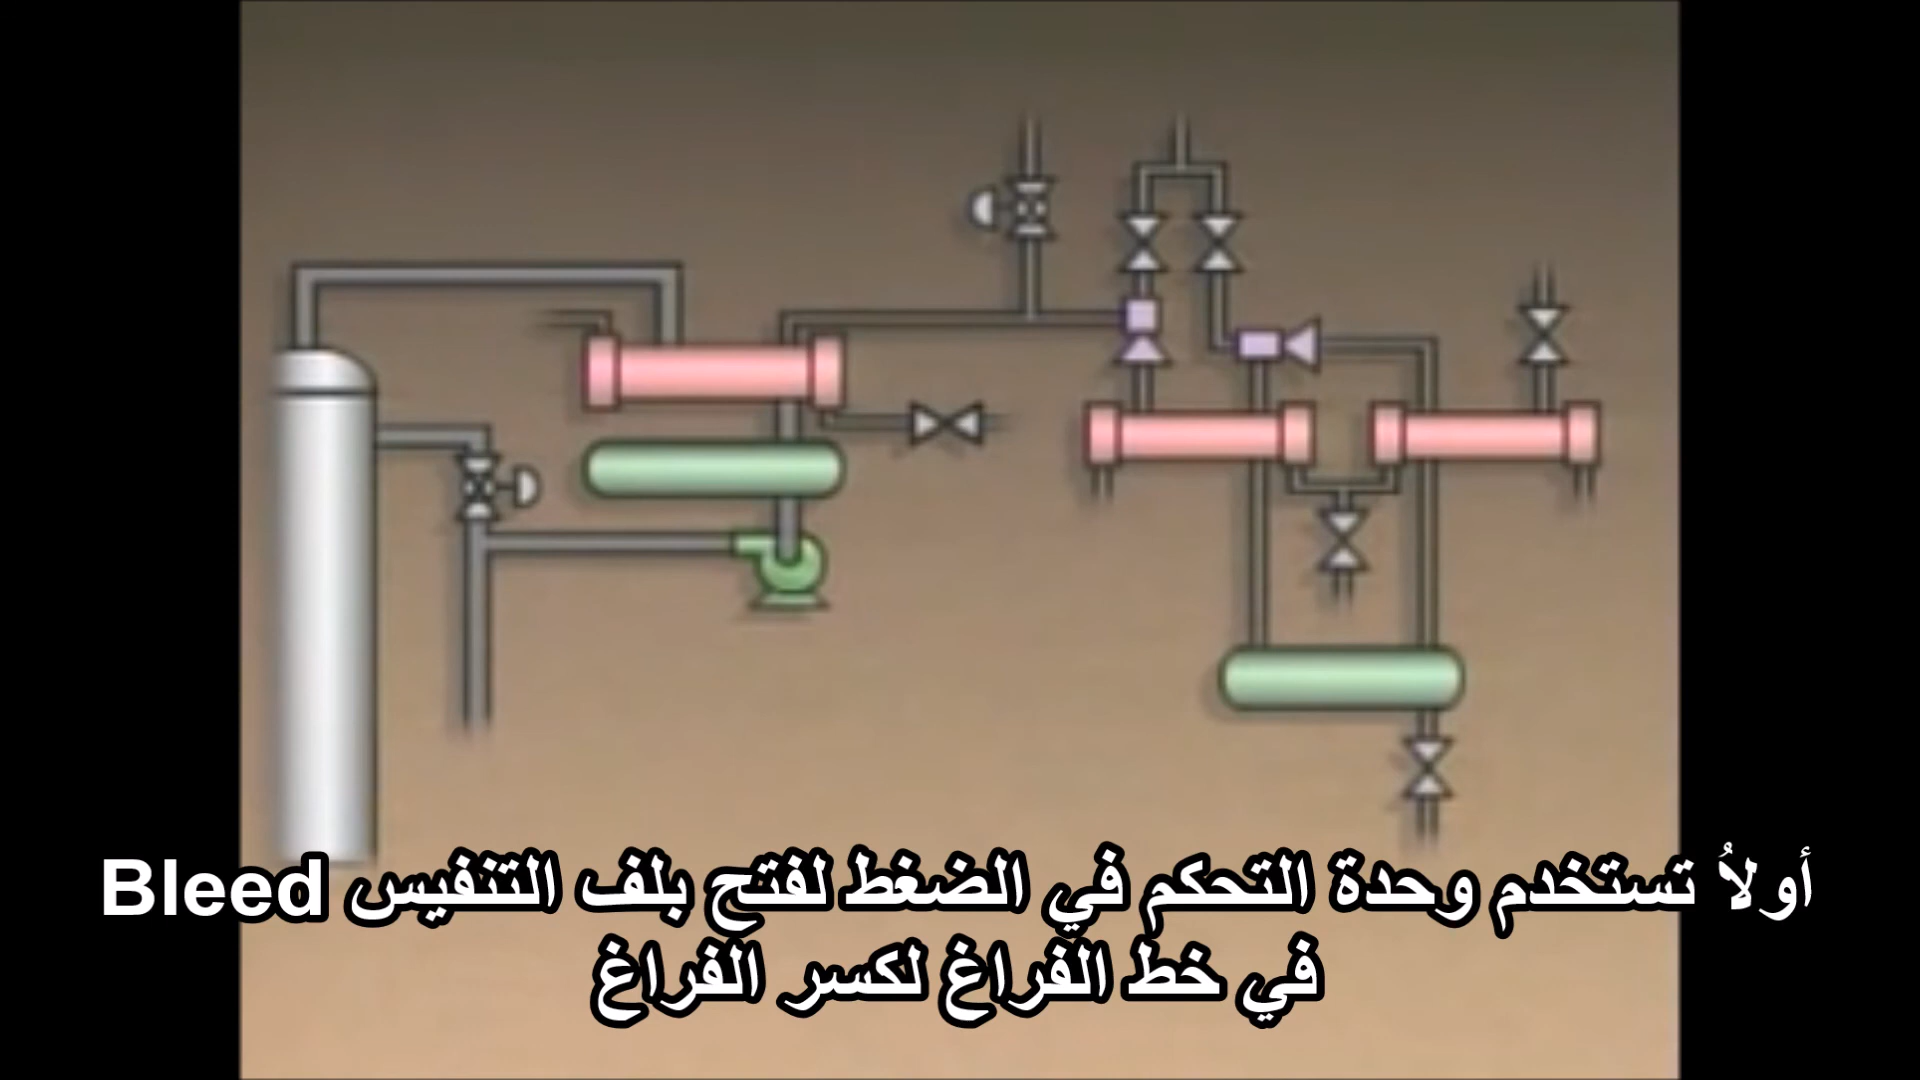 أولاُ تستخدم وحدة التحكم في الضغط لفتح بلف التنفيس Bleed
في خط الفراغ لكسر الفراغ